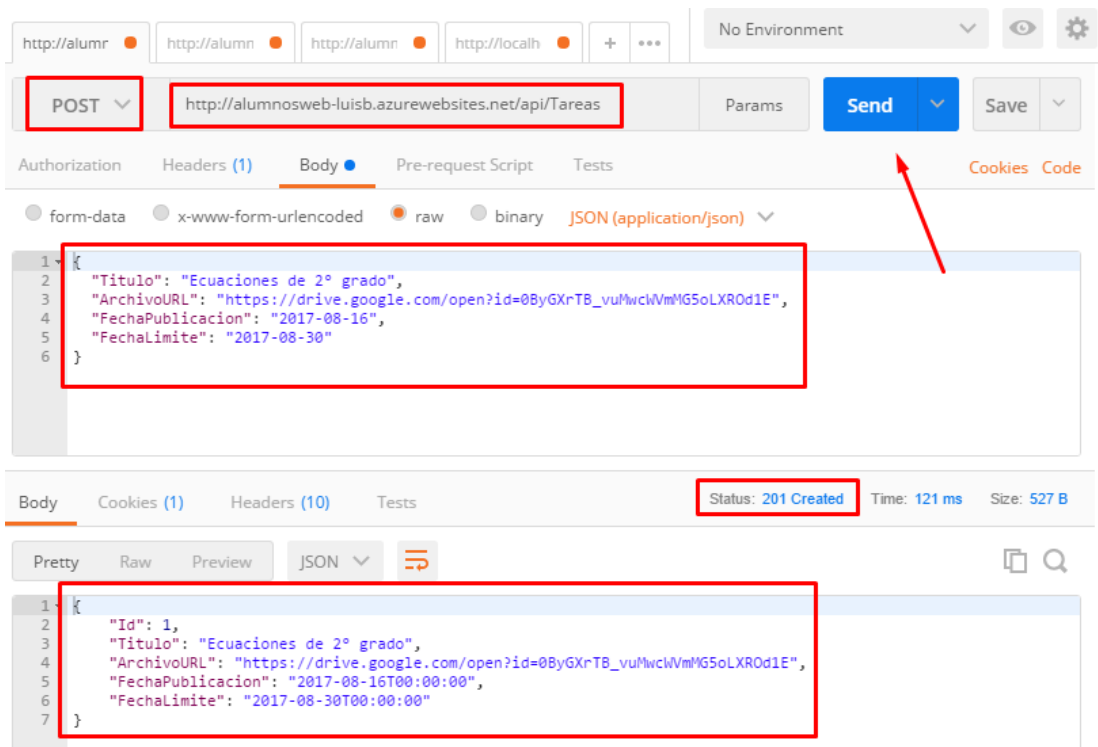 http://alumr http://alumn http://alumn http://localh + ••• No Environment
POST http://alumnosweb-luisb.azurewebsites.net/api/Tareas Params Send Save
Authorization Headers (1) Body Pre-request Script Tests Cookies Code
form-data x-www-form-urlencoded raw binary JSON (application/json)
1 {
2 "Titulo": "Ecuaciones de 2º grado",
3 "ArchivoURL": "https://drive.google.com/open?id=0ByGXrTB_vuMwcWVmMG5oLXROd1E",
4 "FechaPublicacion": "2017-08-16",
5 "FechaLimite": "2017-08-30"
6 }
Body Cookies (1) Headers (10) Tests Status: 201 Created Time: 121 ms Size: 527 B
Pretty Raw Preview JSON
1 {
2 "Id": 1,
3 "Titulo": "Ecuaciones de 2º grado",
4 "ArchivoURL": "https://drive.google.com/open?id=0ByGXrTB_vuMwcWVmMG5oLXROd1E",
5 "FechaPublicacion": "2017-08-16T00:00:00",
6 "FechaLimite": "2017-08-30T00:00:00"
7 }